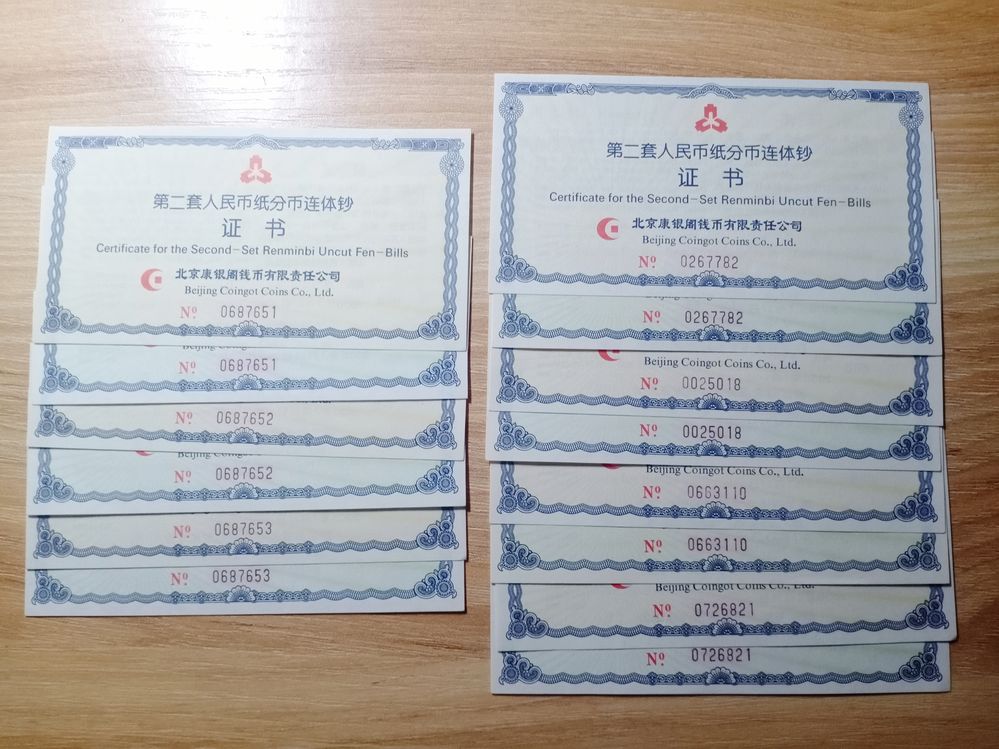 第二套人民币纸分币连体钞
证 书
Certificate for the Second-Set Renminbi Uncut Fen-Bills
北京康银阁钱币有限责任公司
Beijing Coingot Coins Co., Ltd.
Nº 0687651
Nº 0687651
Nº 0687652
Nº 0687652
Nº 0687653
Nº 0687653
第二套人民币纸分币连体钞
证 书
Certificate for the Second-Set Renminbi Uncut Fen-Bills
北京康银阁钱币有限责任公司
Beijing Coingot Coins Co., Ltd.
Nº 0267782
Nº 0267782
Beijing Coingot Coins Co., Ltd.
Nº 0025018
Nº 0025018
Beijing Coingot Coins Co., Ltd.
Nº 0663110
Nº 0663110
Beijing Coingot Coins Co., Ltd.
Nº 0726821
Nº 0726821